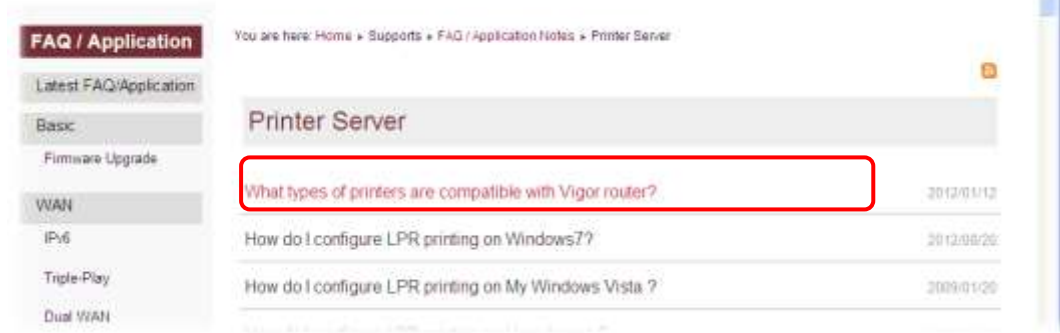 FAQ / Application
Latest FAQ/Application
Basic
Firmware Upgrade
WAN
IPv6
Triple-Play
Dual WAN
You are here: Home » Supports » FAQ / Application Notes » Printer Server
Printer Server
What types of printers are compatible with Vigor router? 2012/01/12
How do I configure LPR printing on Windows7? 2012/06/20
How do I configure LPR printing on My Windows Vista ? 2009/01/20